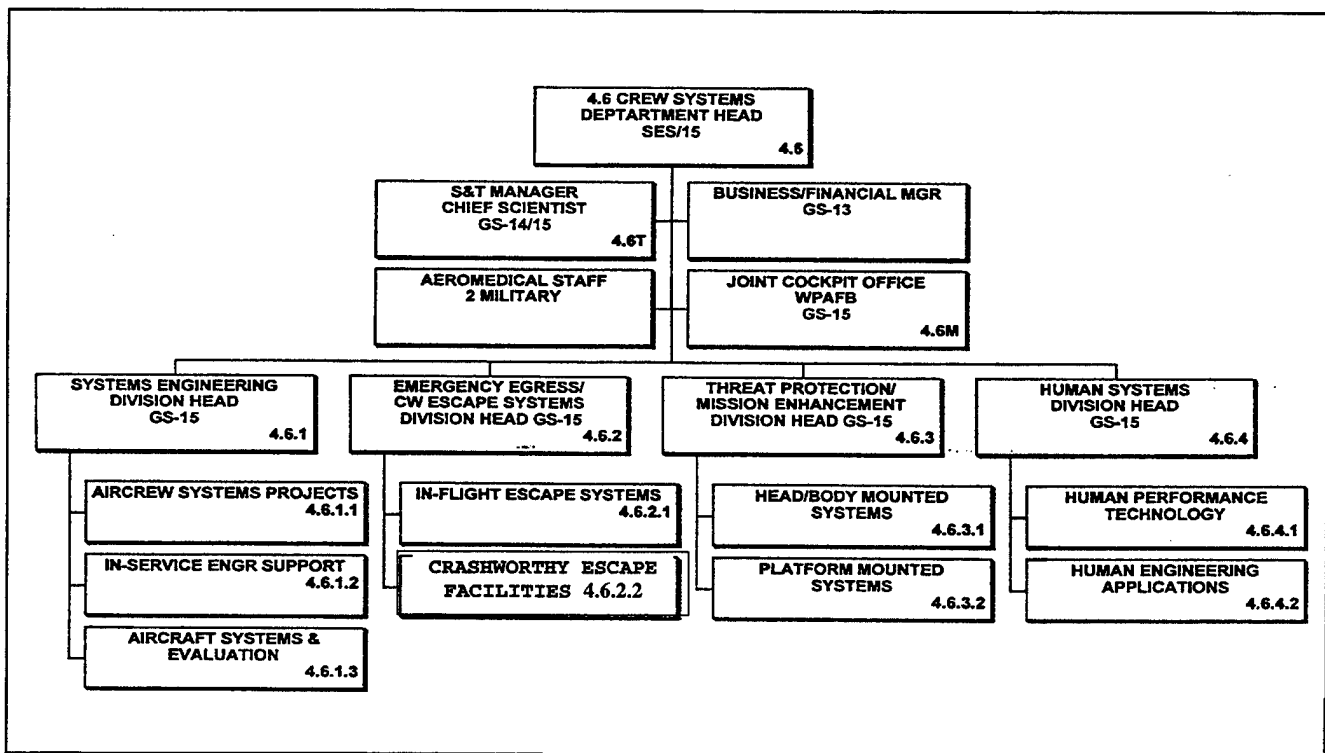 4.6 CREW SYSTEMS
DEPTARTMENT HEAD
SES/15
4.6
S&T MANAGER
CHIEF SCIENTIST
GS-14/15
4.6T
BUSINESS/FINANCIAL MGR
GS-13
AEROMEDICAL STAFF
2 MILITARY
JOINT COCKPIT OFFICE
WPAFB
GS-15
4.6M
SYSTEMS ENGINEERING
DIVISION HEAD
GS-15
4.6.1
EMERGENCY EGRESS/
CW ESCAPE SYSTEMS
DIVISION HEAD GS-15
4.6.2
THREAT PROTECTION/
MISSION ENHANCEMENT
DIVISION HEAD GS-15
4.6.3
HUMAN SYSTEMS
DIVISION HEAD
GS-15
4.6.4
AIRCREW SYSTEMS PROJECTS
4.6.1.1
IN-SERVICE ENGR SUPPORT
4.6.1.2
AIRCRAFT SYSTEMS &
EVALUATION
4.6.1.3
IN-FLIGHT ESCAPE SYSTEMS
4.6.2.1
CRASHWORTHY ESCAPE
FACILITIES 4.6.2.2
HEAD/BODY MOUNTED
SYSTEMS
4.6.3.1
PLATFORM MOUNTED
SYSTEMS
4.6.3.2
HUMAN PERFORMANCE
TECHNOLOGY
4.6.4.1
HUMAN ENGINEERING
APPLICATIONS
4.6.4.2